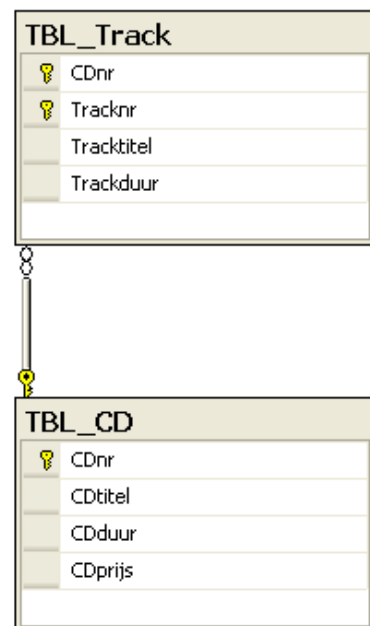 TBL_Track
CDnr
Tracknr
Tracktitel
Trackduur
TBL_CD
CDnr
CDtitel
CDduur
CDprijs